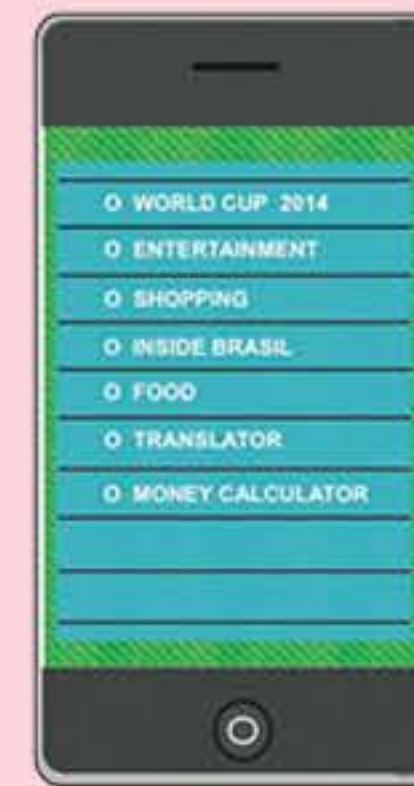 O WORLD CUP 2014
O ENTERTAINMENT
O SHOPPING
O INSIDE BRASIL
O FOOD
O TRANSLATOR
O MONEY CALCULATOR